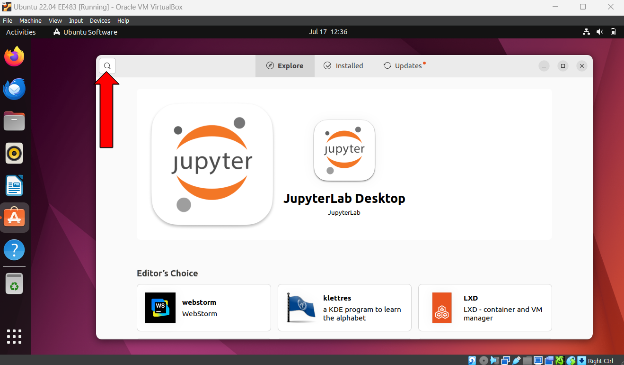 Ubuntu 22.04 EE483 [Running] - Oracle VM VirtualBox
File Machine View Input Devices Help
Activities Ubuntu Software Jul 17 12:36
Explore Installed Updates
jupyter
jupyter
JupyterLab Desktop
JupyterLab
Editor's Choice
WS
webstorm
WebStorm
klettres
a KDE program to learn
the alphabet
LXD
LXD - container and VM
manager
Right Ctrl